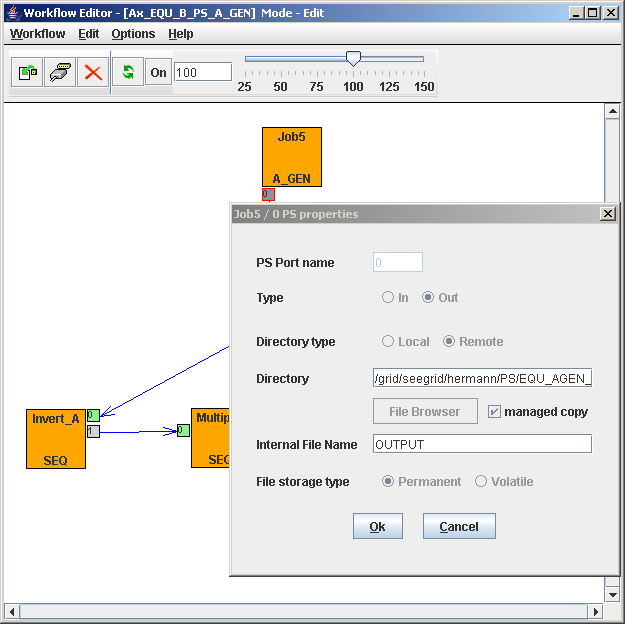 Workflow Editor - [Ax_EQU_B_PS_A_GEN] Mode - Edit
Workflow Edit Options Help
On 100
25 50 75 100 125 150
Job5
A_GEN
0
Job5 / 0 PS properties
PS Port name 0
Type In Out
Directory type Local Remote
Directory /grid/seegrid/hermann/PS/EQU_AGEN_
File Browser managed copy
Internal File Name OUTPUT
File storage type Permanent Volatile
Ok Cancel
Invert_A
0
1
SEQ
0
Multip
SEQ